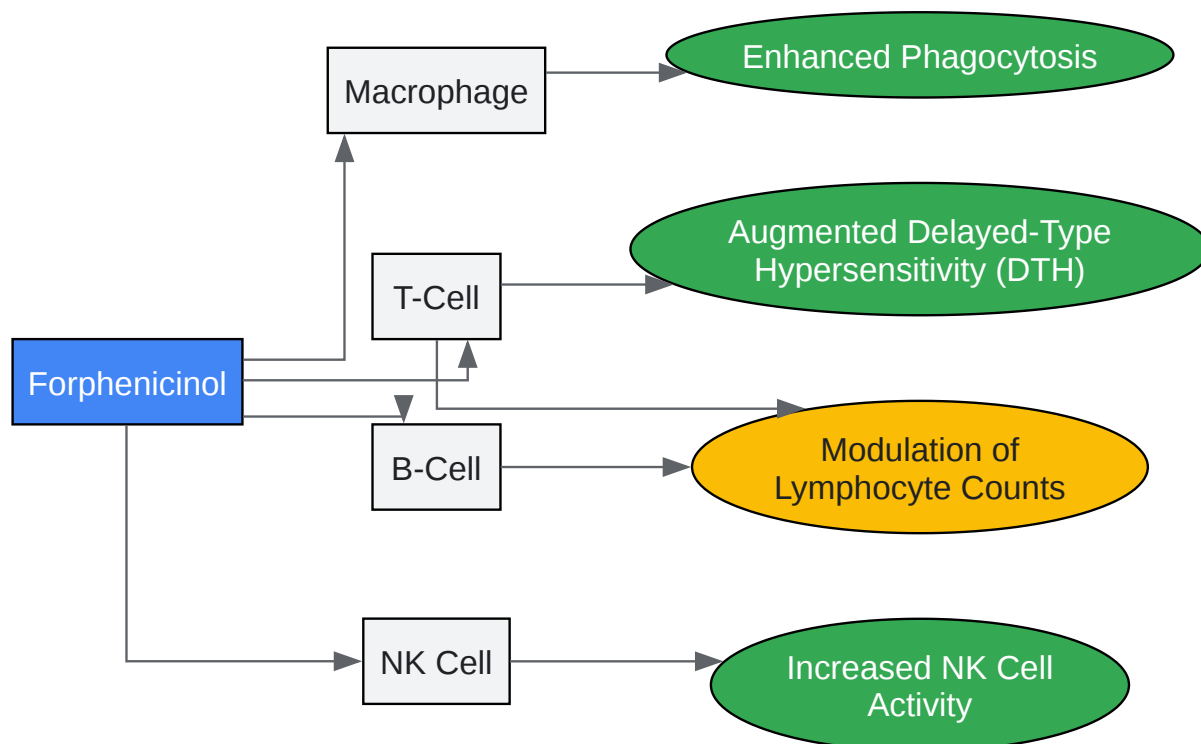 Enhanced Phagocytosis
Macrophage
Augmented Delayed-Type
Hypersensitivity (DTH)
T-Cell
Forphenicinol
B-Cell
Modulation of
Lymphocyte Counts
NK Cell
Increased NK Cell
Activity